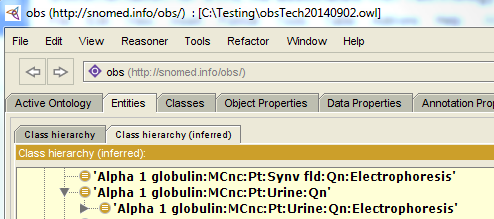 obs (http://snomed.info/obs/) : [C:\Testing\obsTech20140902.owl]
File Edit View Reasoner Tools Refactor Window Help
obs (http://snomed.info/obs/)
Active Ontology Entities Classes Object Properties Data Properties Annotation Prop
Class hierarchy Class hierarchy (inferred)
Class hierarchy (inferred):
'Alpha 1 globulin:MCnc:Pt:Synv fld:Qn:Electrophoresis'
'Alpha 1 globulin:MCnc:Pt:Urine:Qn'
'Alpha 1 globulin:MCnc:Pt:Urine:Qn:Electrophoresis'